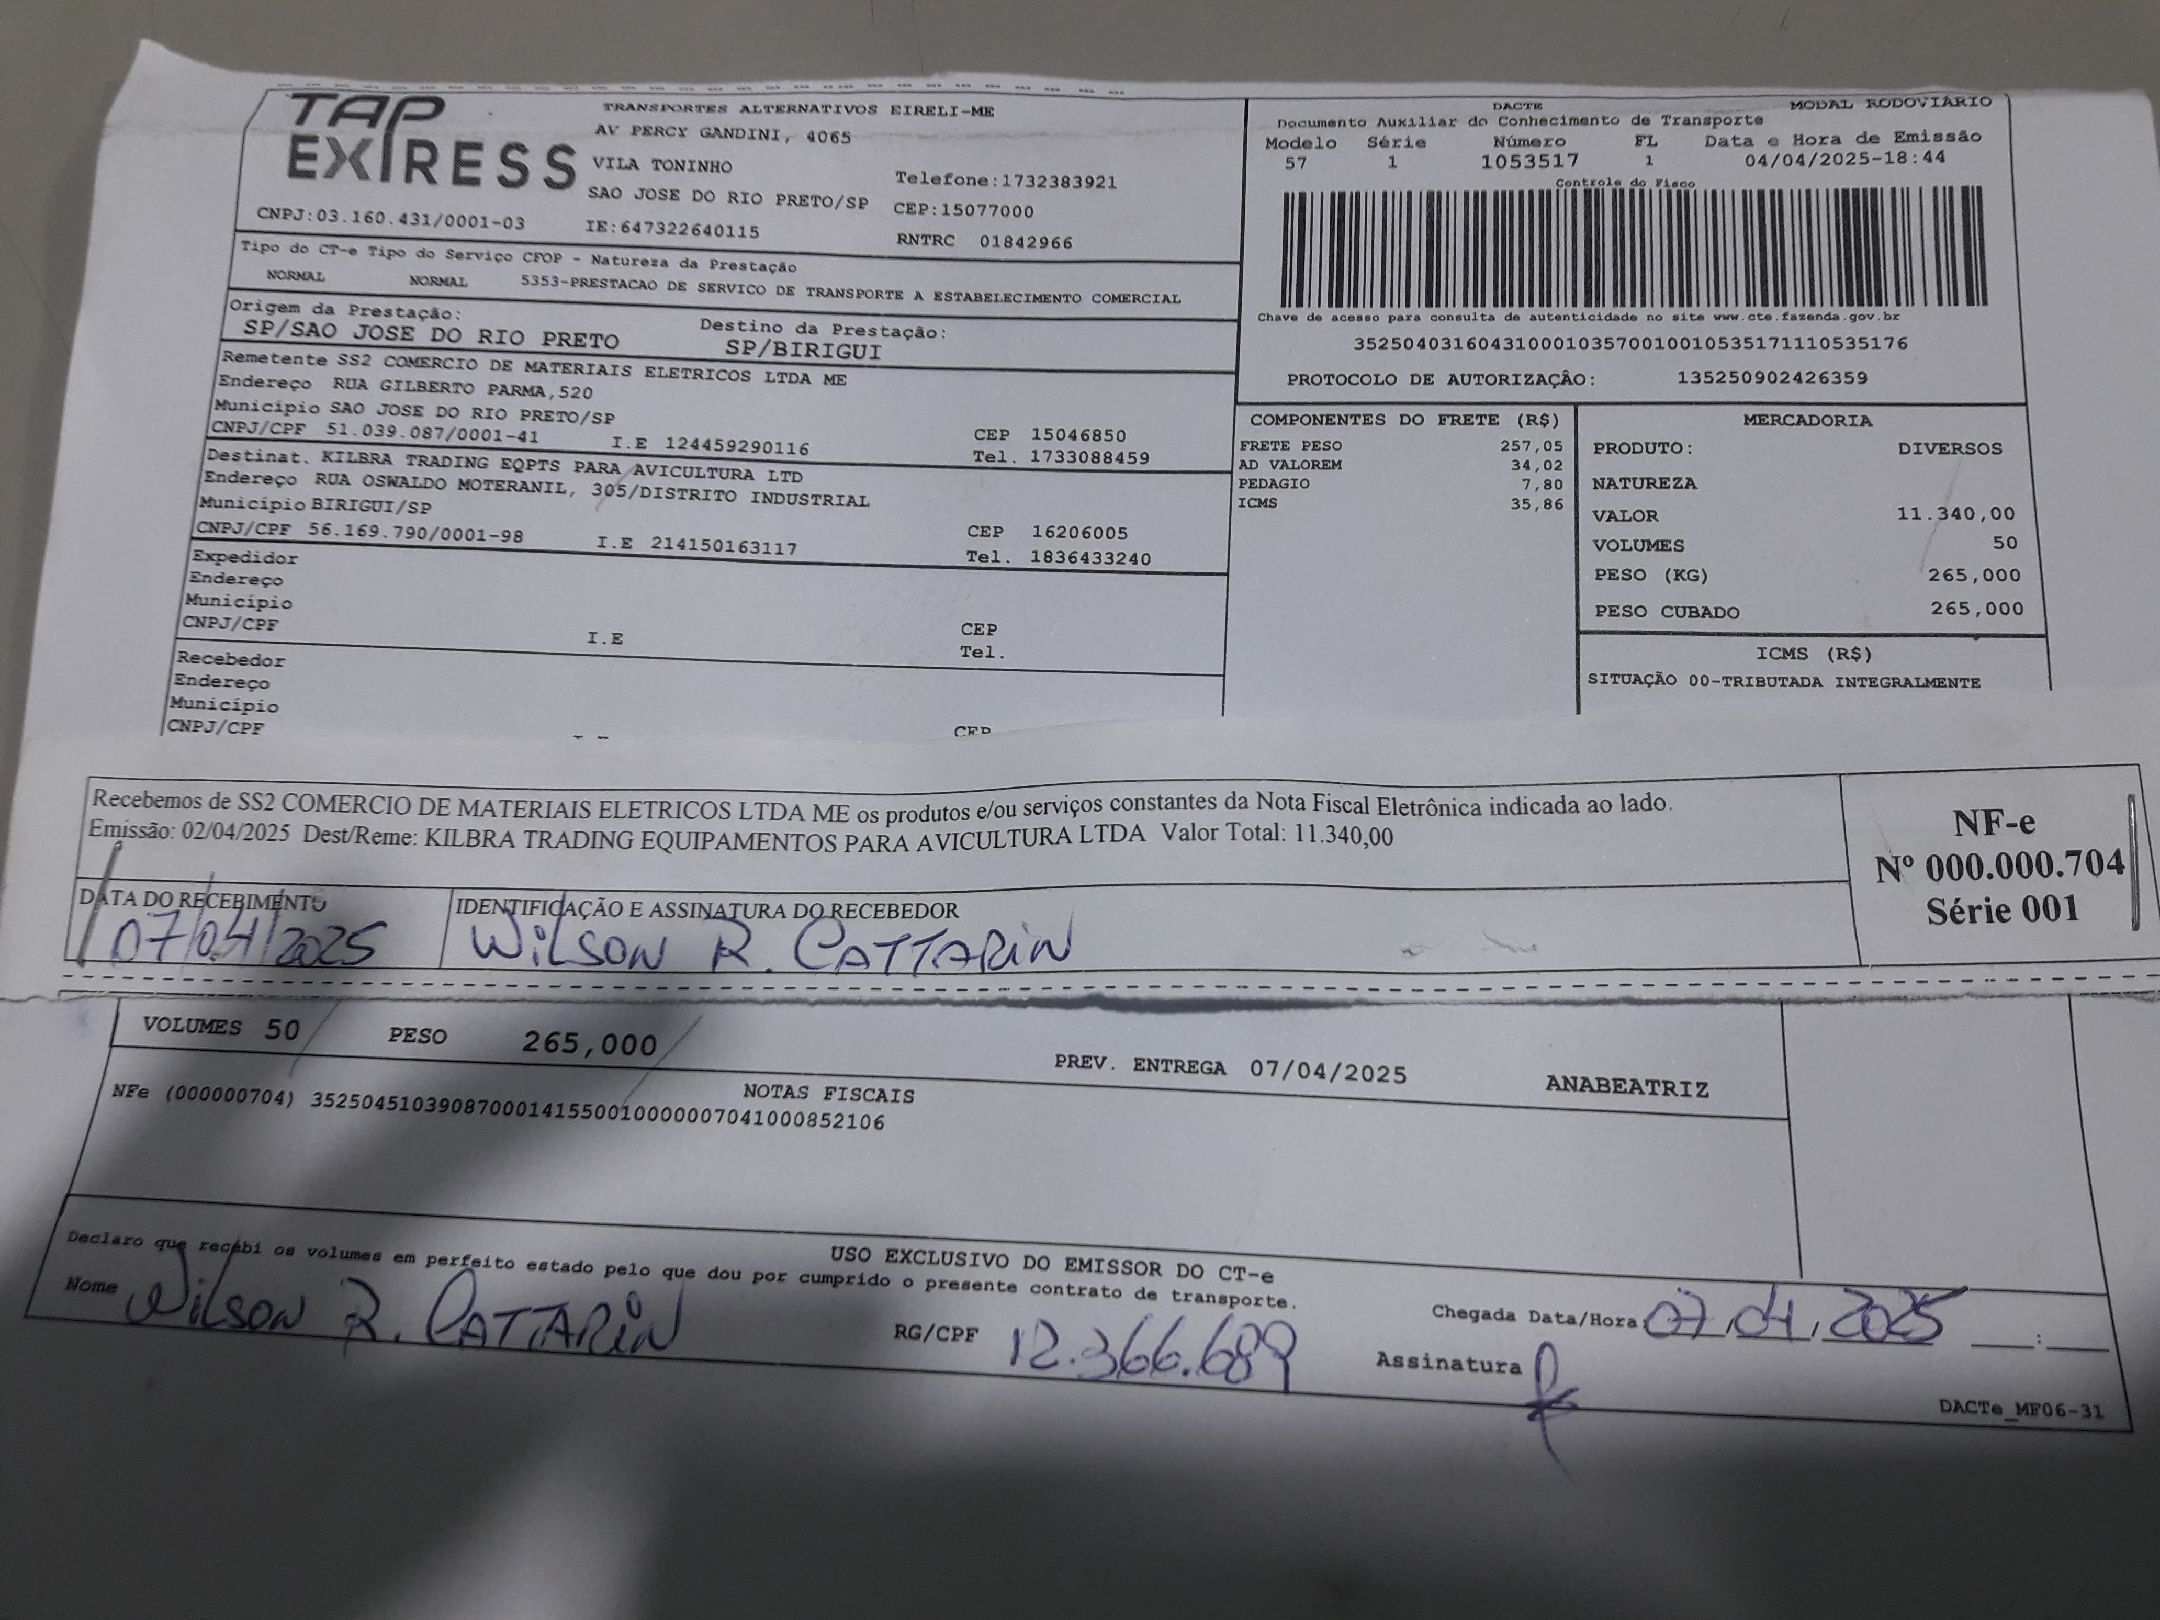 TAP EXPRESS
TRANSPORTES ALTERNATIVOS EIRELI-ME
AV PERCY GANDINI, 4065
VILA TONINHO
Telefone:1732383921
SAO JOSE DO RIO PRETO/SP CEP:15077000
CNPJ:03.160.431/0001-03 IE:647322640115 RNTRC 01842966
DACTE MODAL RODOVIÁRIO
Documento Auxiliar do Conhecimento de Transporte
Modelo Série Número FL Data e Hora de Emissão
57 1 1053517 1 04/04/2025-18:44
Controle do Fisco
Chave de acesso para consulta de autenticidade no site www.cte.fazenda.gov.br
35250403160431000103570010010535171110535176
PROTOCOLO DE AUTORIZAÇÃO: 135250902426359
Tipo do CT-e Tipo do Serviço CFOP - Natureza da Prestação
NORMAL NORMAL 5353-PRESTACAO DE SERVICO DE TRANSPORTE A ESTABELECIMENTO COMERCIAL
Origem da Prestação: Destino da Prestação:
SP/SAO JOSE DO RIO PRETO SP/BIRIGUI
Remetente SS2 COMERCIO DE MATERIAIS ELETRICOS LTDA ME
Endereço RUA GILBERTO PARMA,520
Município SAO JOSE DO RIO PRETO/SP CEP 15046850
CNPJ/CPF 51.039.087/0001-41 I.E 124459290116 Tel. 1733088459
Destinat. KILBRA TRADING EQPTS PARA AVICULTURA LTD
Endereço RUA OSWALDO MOTERANIL, 305/DISTRITO INDUSTRIAL
Município BIRIGUI/SP CEP 16206005
CNPJ/CPF 56.169.790/0001-98 I.E 214150163117 Tel. 1836433240
Expedidor
Endereço
Município CEP
CNPJ/CPF I.E Tel.
Recebedor
Endereço
Município
CNPJ/CPF CEP
COMPONENTES DO FRETE (R$)
FRETE PESO 257,05
AD VALOREM 34,02
PEDAGIO 7,80
ICMS 35,86
MERCADORIA
PRODUTO: DIVERSOS
NATUREZA
VALOR 11.340,00
VOLUMES 50
PESO (KG) 265,000
PESO CUBADO 265,000
ICMS (R$)
SITUAÇÃO 00-TRIBUTADA INTEGRALMENTE
Recebemos de SS2 COMERCIO DE MATERIAIS ELETRICOS LTDA ME os produtos e/ou serviços constantes da Nota Fiscal Eletrônica indicada ao lado.
Emissão: 02/04/2025 Dest/Reme: KILBRA TRADING EQUIPAMENTOS PARA AVICULTURA LTDA Valor Total: 11.340,00
NF-e
Nº 000.000.704
Série 001
DATA DO RECEBIMENTO IDENTIFICAÇÃO E ASSINATURA DO RECEBEDOR
07/04/2025 WILSON R. CATTARIN
VOLUMES 50 PESO 265,000 PREV. ENTREGA 07/04/2025 ANABEATRIZ
NOTAS FISCAIS
NFe (000000704) 35250451039087000141550010000007041000852106
USO EXCLUSIVO DO EMISSOR DO CT-e
Declaro que recebi os volumes em perfeito estado pelo que dou por cumprido o presente contrato de transporte.
Nome WILSON R. CATTARIN RG/CPF 12.366.689 Chegada Data/Hora 07/04/2025 __:__
Assinatura
DACTe_MF06-31